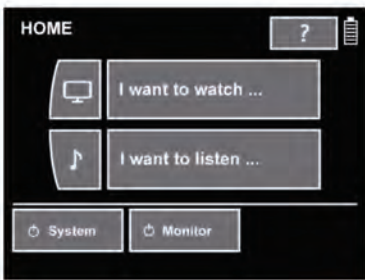 HOME
?
I want to watch ...
I want to listen ...
System
Monitor